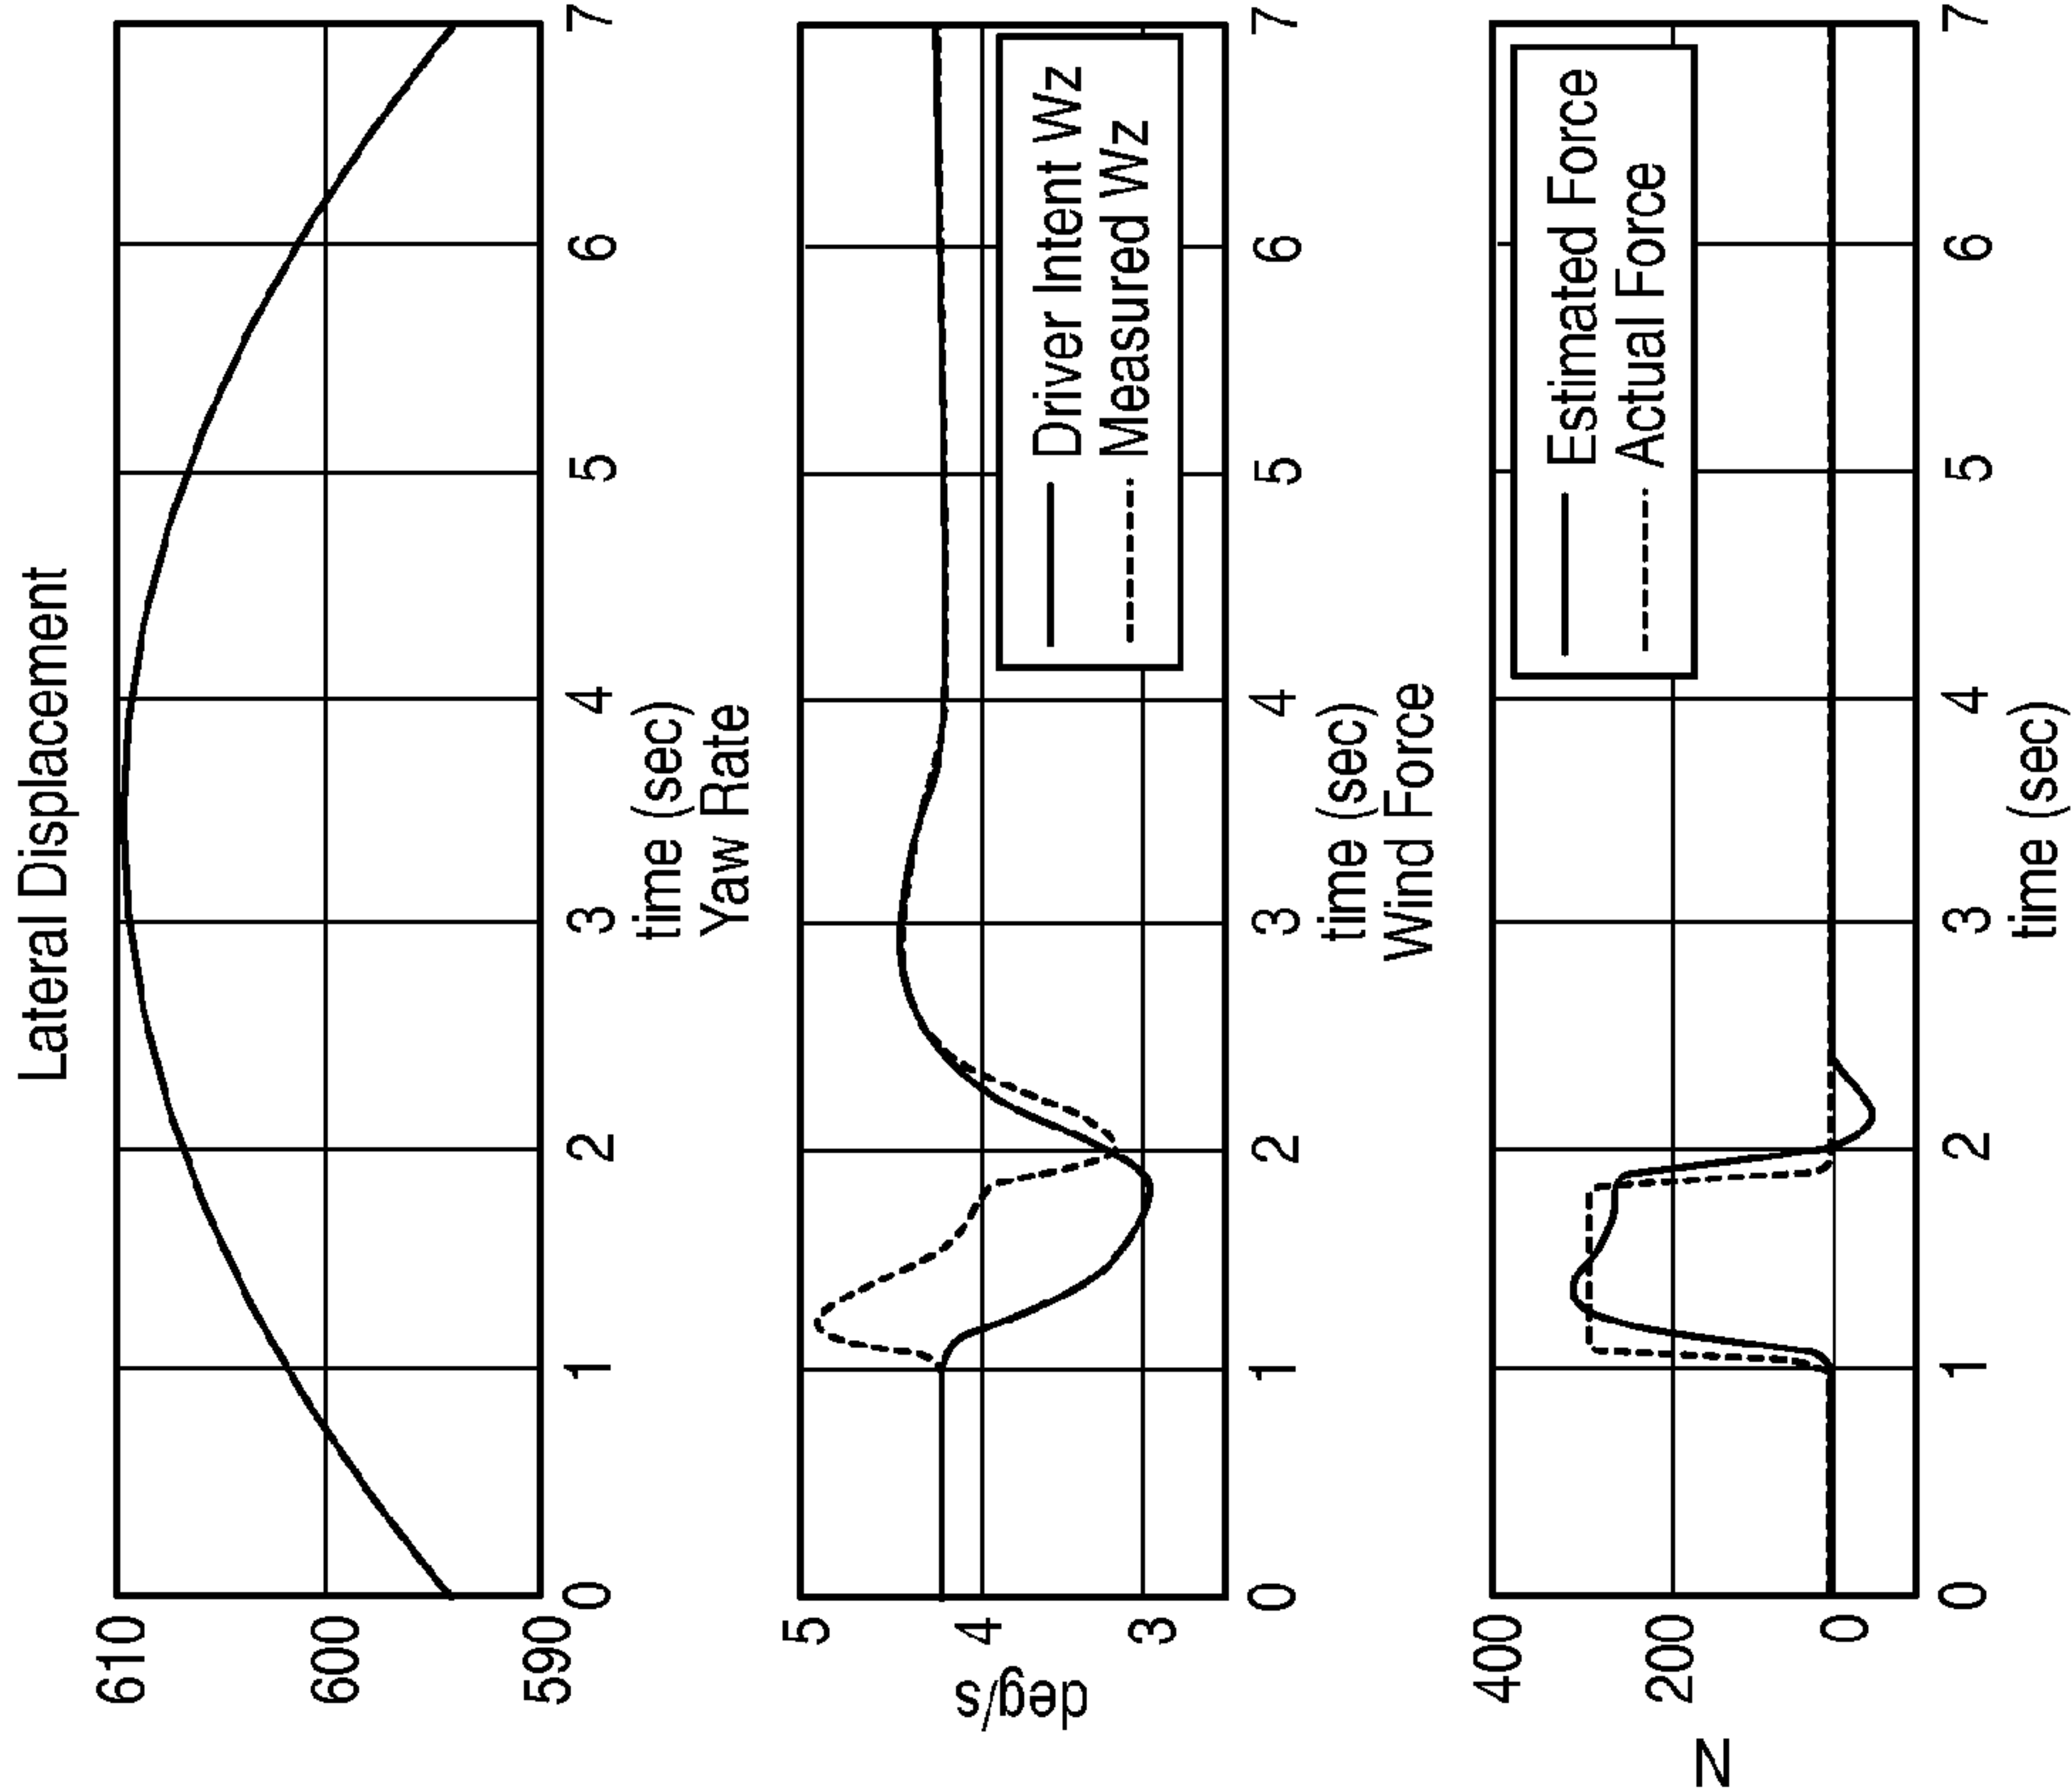 Lateral Displacement
610
600
590
0 1 2 3 4 5 6 7
time (sec)
Yaw Rate
5
4
3
deg/s
Driver Intent Wz
Measured Wz
0 1 2 3 4 5 6 7
time (sec)
Wind Force
400
200
0
N
Estimated Force
Actual Force
0 1 2 3 4 5 6 7
time (sec)